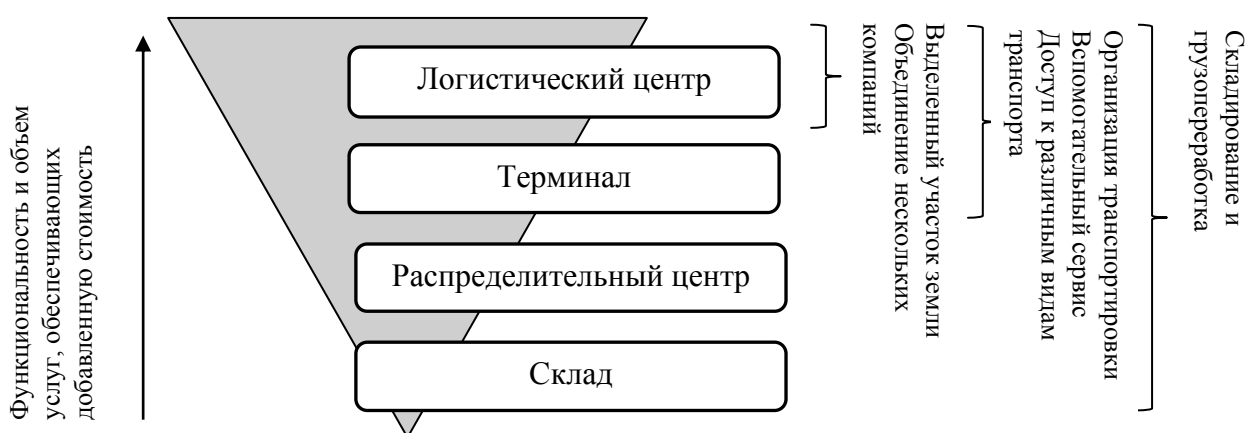 Функциональность и объем
услуг, обеспечивающих
добавленную стоимость
Логистический центр
Терминал
Распределительный центр
Склад
Выделенный участок земли
Объединение нескольких
компаний
Организация транспортировки
Вспомогательный сервис
Доступ к различным видам
транспорта
Складирование и
грузопереработка